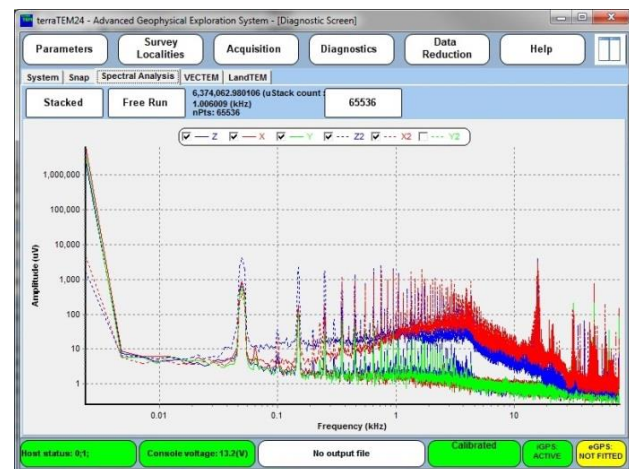 terraTEM24 - Advanced Geophysical Exploration System - [Diagnostic Screen]
Parameters
Survey Localities
Acquisition
Diagnostics
Data Reduction
Help
System Snap Spectral Analysis VECTEM LandTEM
Stacked
Free Run
6,374,062.980106 (uStack count :
1.006009 (kHz)
nPts: 65536
65536
Z X Y Z2 X2 Y2
1,000,000
100,000
10,000
1,000
100
10
1
Amplitude (uV)
0.01 0.1 1 10
Frequency (kHz)
Host status: 0;1;
Console voltage: 13.2(V)
No output file
Calibrated
iGPS: ACTIVE
eGPS: NOT FITTED